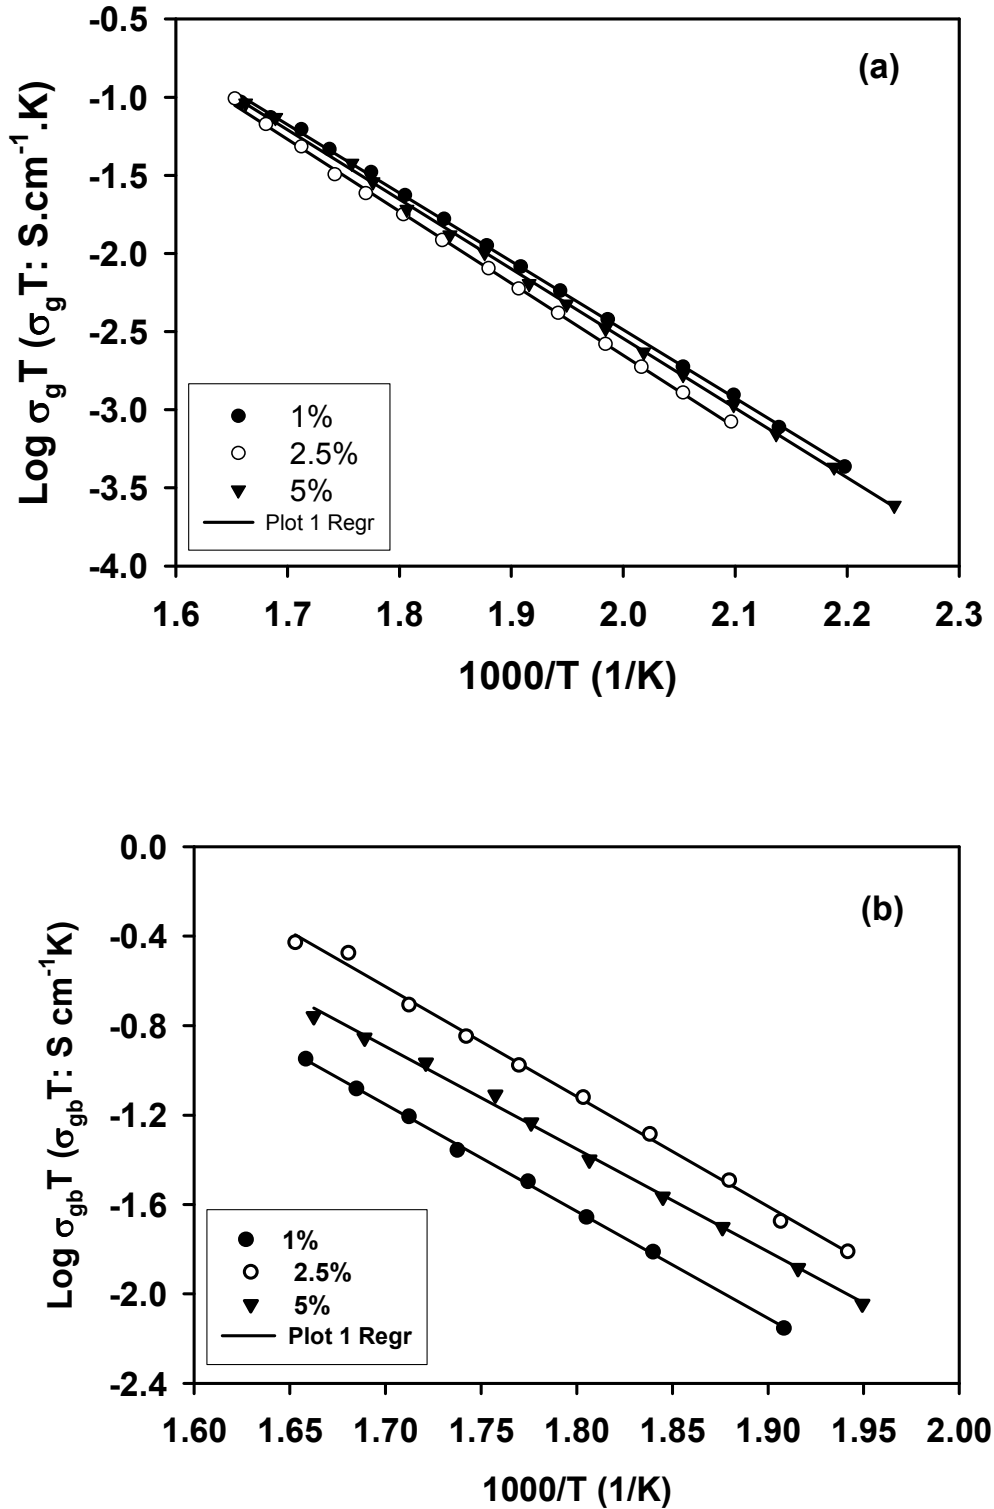 (a)
Log σgT (σgT: S.cm-1.K)
-0.5
-1.0
-1.5
-2.0
-2.5
-3.0
-3.5
-4.0
1%
2.5%
5%
Plot 1 Regr
1.6 1.7 1.8 1.9 2.0 2.1 2.2 2.3
1000/T (1/K)
(b)
Log σgbT (σgbT: S cm-1K)
0.0
-0.4
-0.8
-1.2
-1.6
-2.0
-2.4
1%
2.5%
5%
Plot 1 Regr
1.60 1.65 1.70 1.75 1.80 1.85 1.90 1.95 2.00
1000/T (1/K)